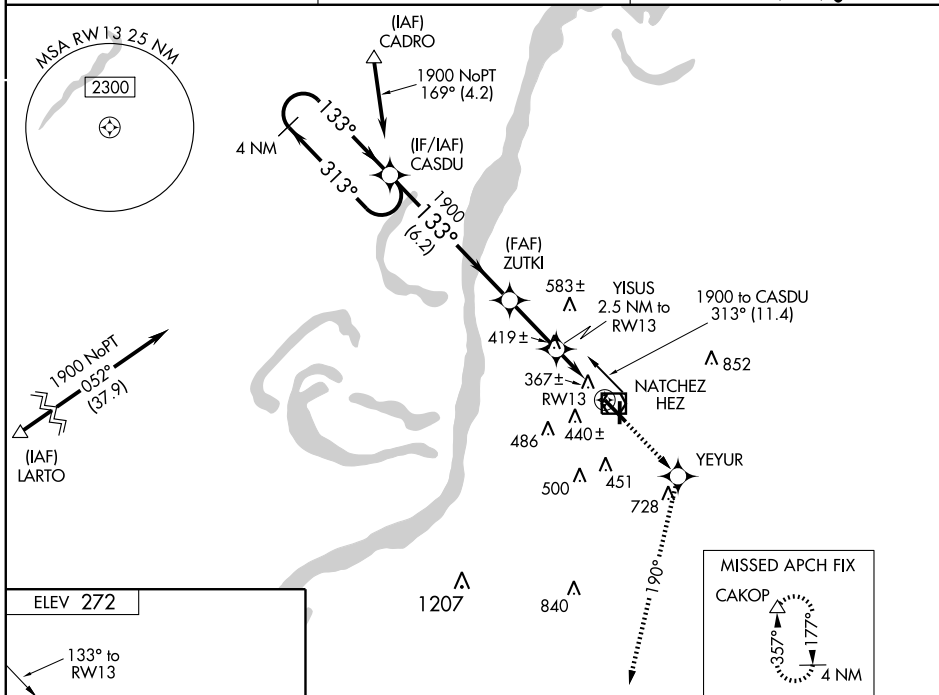 MSA RW13 25 NM
2300
(IAF)
CADRO
1900 NoPT
169° (4.2)
4 NM
133°
313°
(IF/IAF)
CASDU
1900
133°
(6.2)
(FAF)
ZUTKI
583±
YISUS
2.5 NM to
RW13
1900 to CASDU
313° (11.4)
419±
852
367±
RW13
NATCHEZ
HEZ
1900 NoPT
052°
(37.9)
(IAF)
LARTO
486
440±
500
451
YEYUR
728
190°
1207
840
MISSED APCH FIX
CAKOP
357°
177°
4 NM
ELEV 272
133° to
RW13